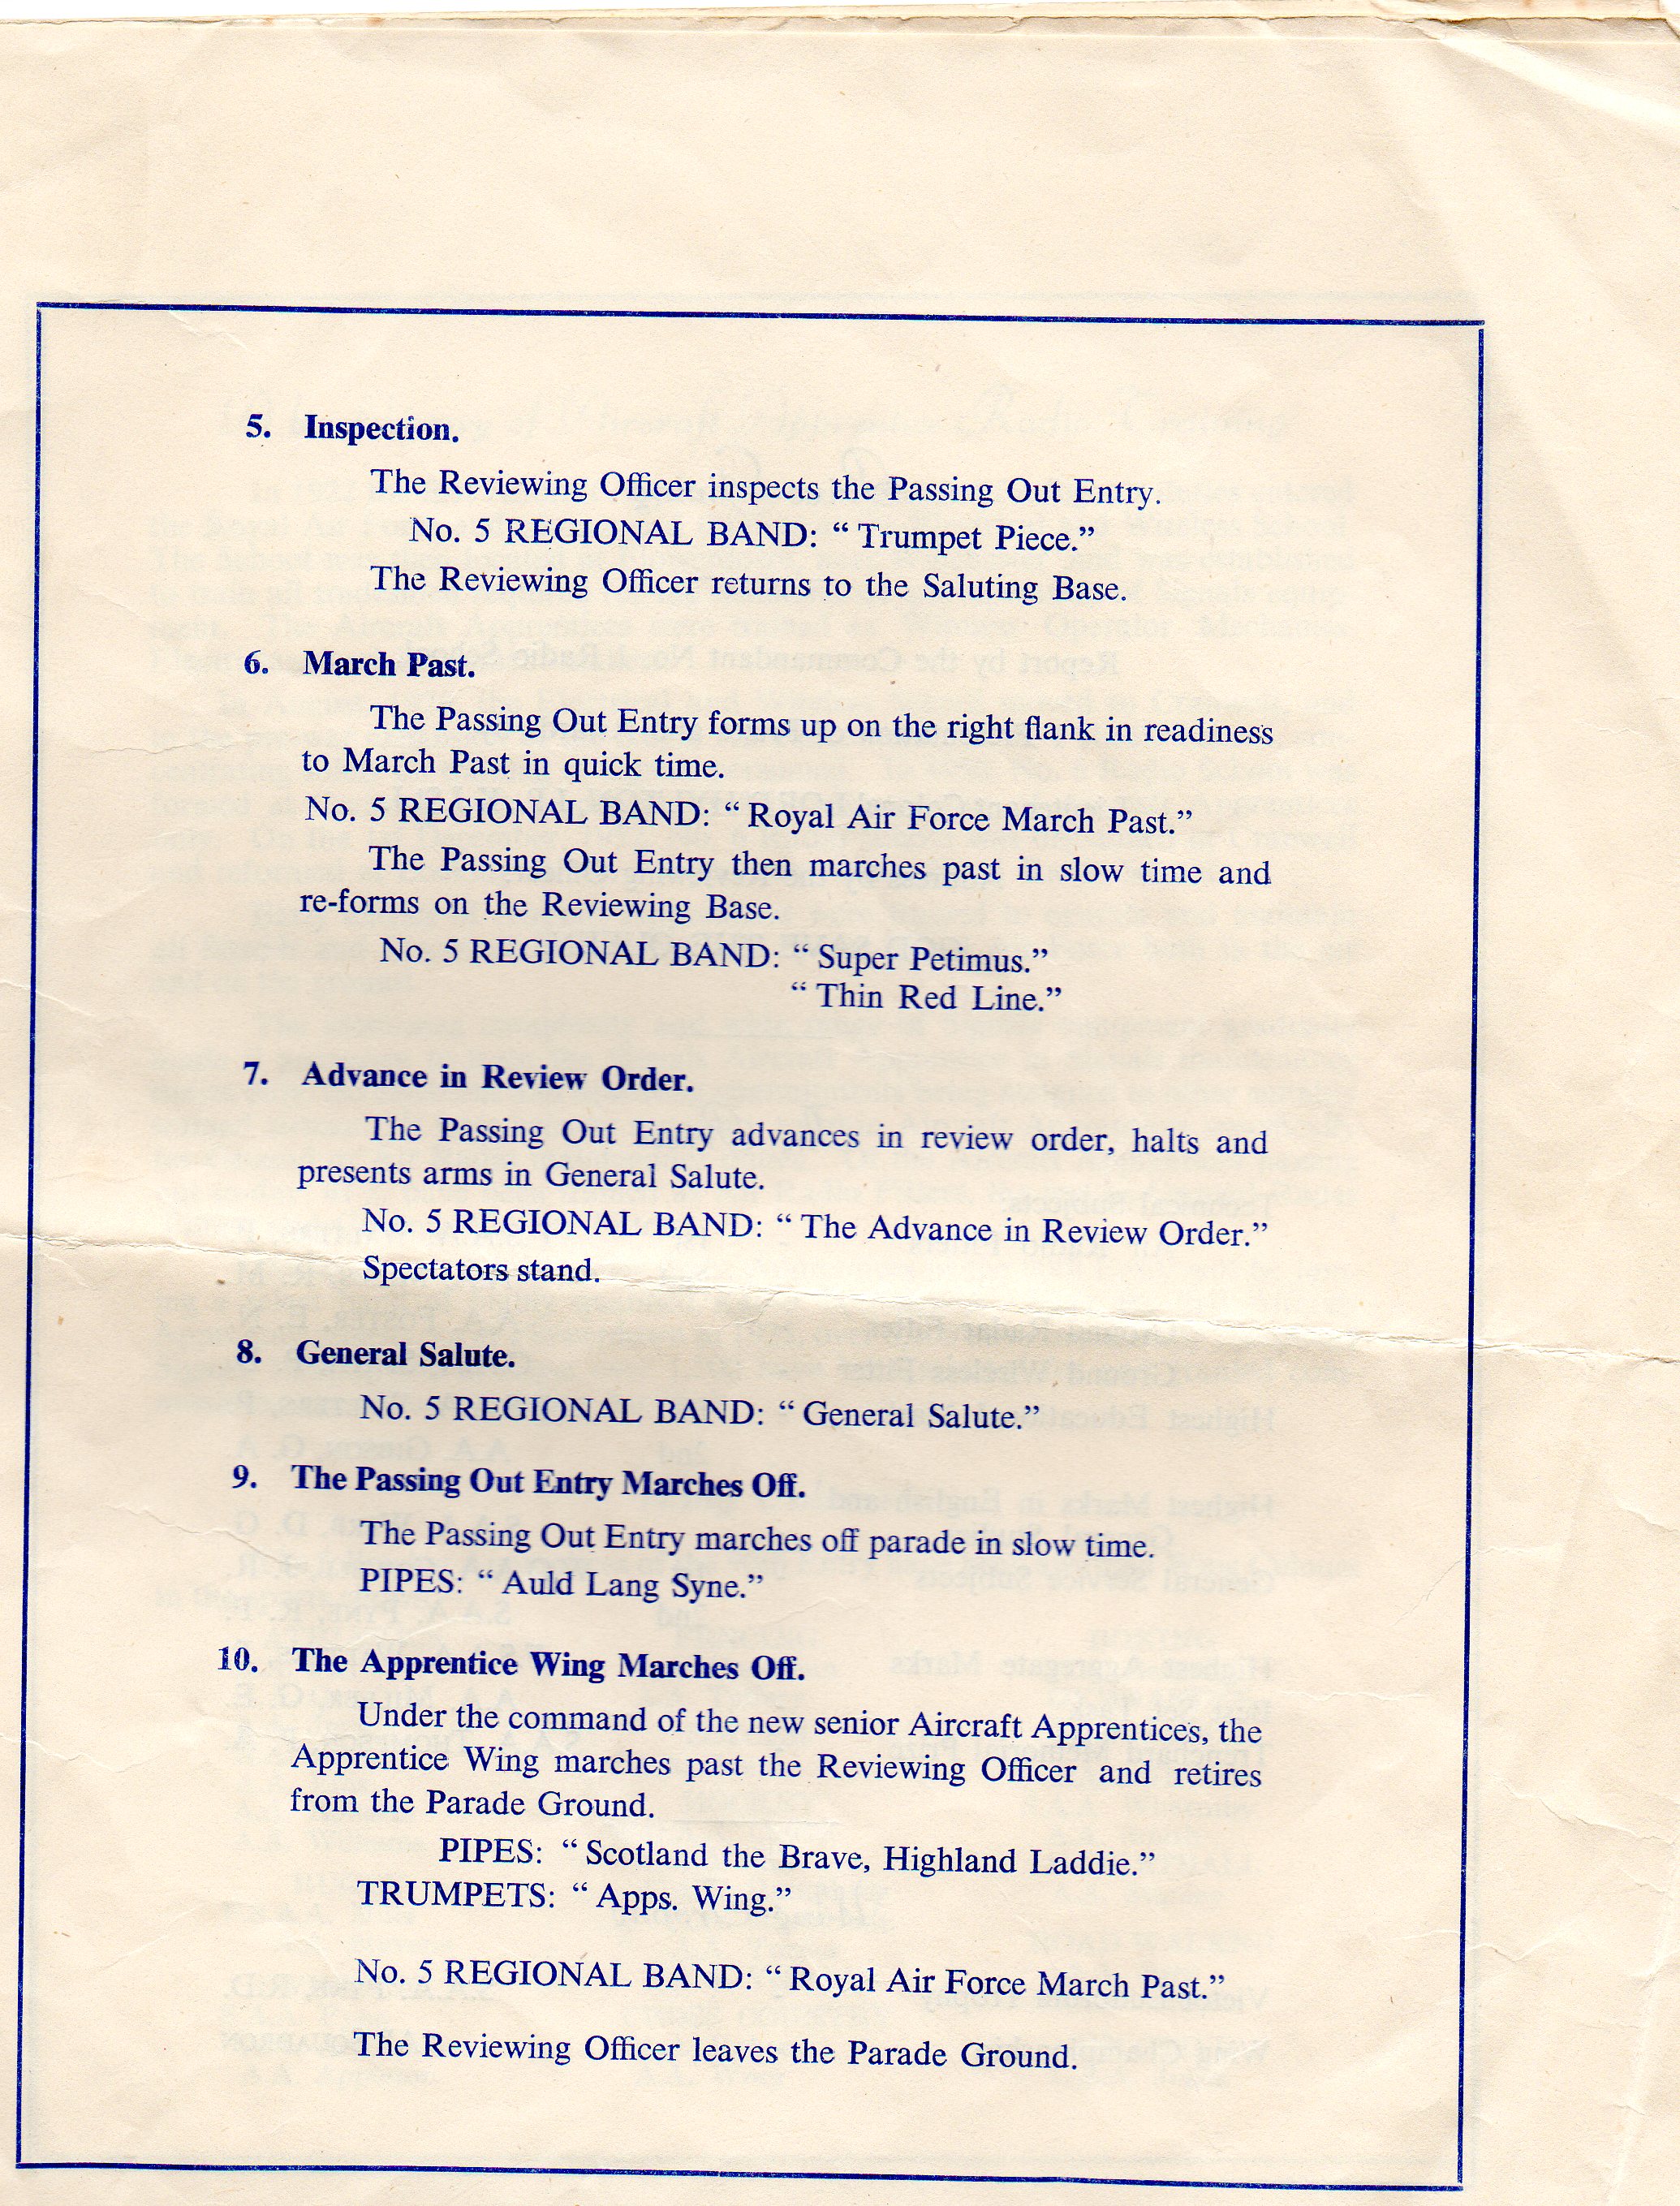 5. Inspection.
The Reviewing Officer inspects the Passing Out Entry.
No. 5 REGIONAL BAND: “ Trumpet Piece.”
The Reviewing Officer returns to the Saluting Base.
6. March Past.
The Passing Out Entry forms up on the right flank in readiness
to March Past in quick time.
No. 5 REGIONAL BAND: “ Royal Air Force March Past.”
The Passing Out Entry then marches past in slow time and
re-forms on the Reviewing Base.
No. 5 REGIONAL BAND: “ Super Petimus.”
“ Thin Red Line.”
7. Advance in Review Order.
The Passing Out Entry advances in review order, halts and
presents arms in General Salute.
No. 5 REGIONAL BAND: “ The Advance in Review Order.”
Spectators stand.
8. General Salute.
No. 5 REGIONAL BAND: “ General Salute.”
9. The Passing Out Entry Marches Off.
The Passing Out Entry marches off parade in slow time.
PIPES: “ Auld Lang Syne.”
10. The Apprentice Wing Marches Off.
Under the command of the new senior Aircraft Apprentices, the
Apprentice Wing marches past the Reviewing Officer and retires
from the Parade Ground.
PIPES: “ Scotland the Brave, Highland Laddie.”
TRUMPETS: “ Apps. Wing.”
No. 5 REGIONAL BAND: “ Royal Air Force March Past.”
The Reviewing Officer leaves the Parade Ground.